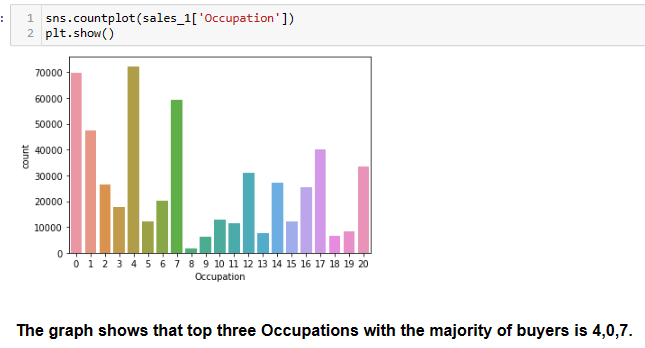 :
1 sns.countplot(sales_1['Occupation'])
2 plt.show()
70000
60000
50000
40000
30000
20000
10000
0
count
0 1 2 3 4 5 6 7 8 9 10 11 12 13 14 15 16 17 18 19 20
Occupation
The graph shows that top three Occupations with the majority of buyers is 4,0,7.